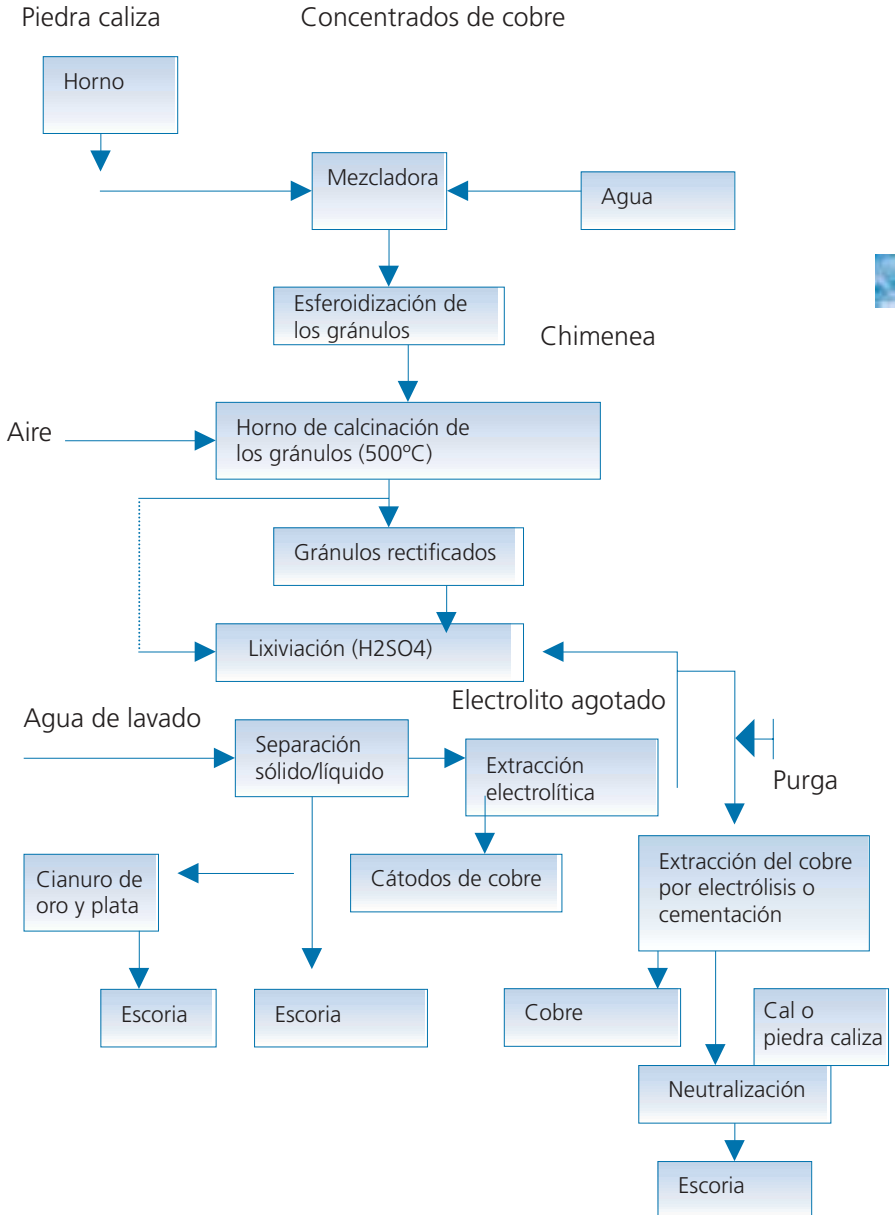 Piedra caliza
Concentrados de cobre
Horno
Mezcladora
Agua
Esferoidización de
los gránulos
Chimenea
Aire
Horno de calcinación de
los gránulos (500ºC)
Gránulos rectificados
Lixiviación (H2SO4)
Electrolito agotado
Agua de lavado
Separación
sólido/líquido
Extracción
electrolítica
Purga
Cianuro de
oro y plata
Cátodos de cobre
Extracción del cobre
por electrólisis o
cementación
Escoria
Escoria
Cobre
Cal o
piedra caliza
Neutralización
Escoria